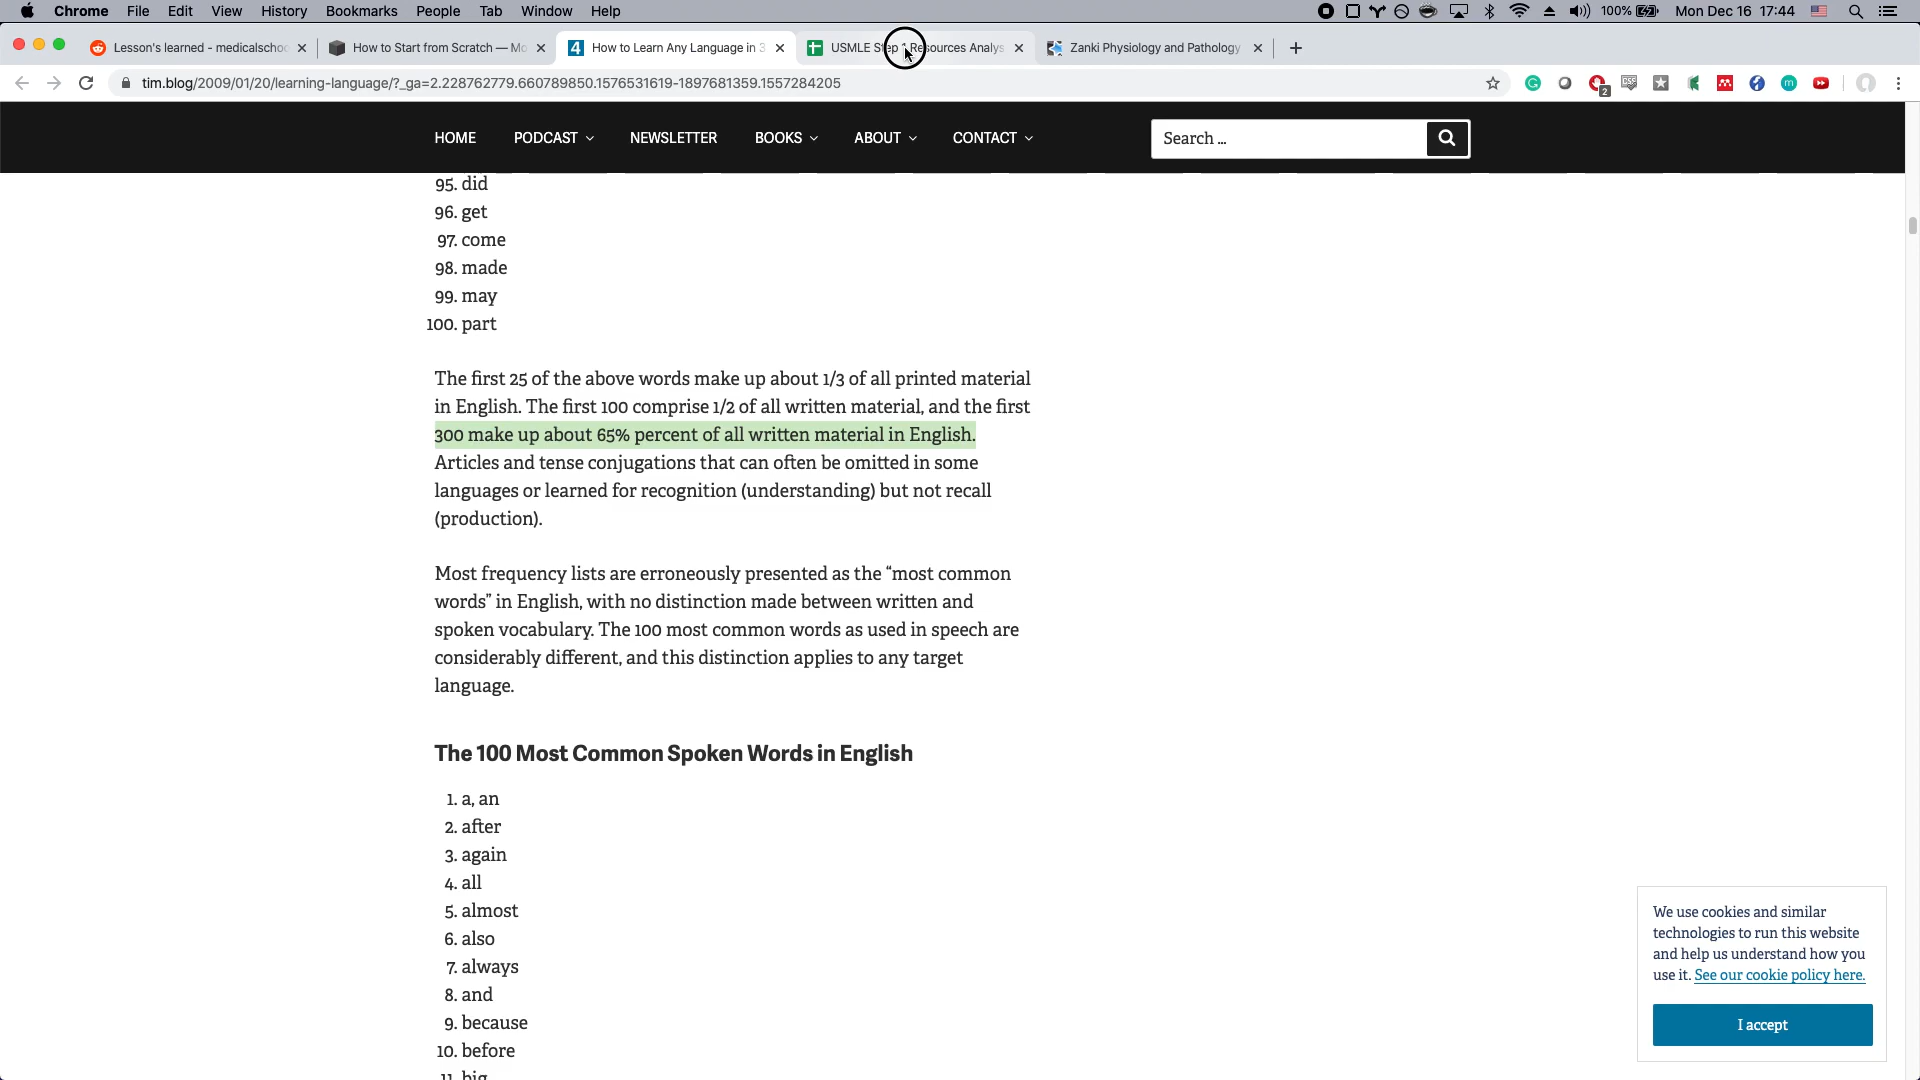 Chrome File Edit View History Bookmarks People Tab Window Help 100% Mon Dec 16 17:44
Lesson's learned - medicalschoo How to Start from Scratch — Mo How to Learn Any Language in 3 USMLE Step 1 Resources Analys Zanki Physiology and Pathology
tim.blog/2009/01/20/learning-language/?_ga=2.228762779.660789850.1576531619-1897681359.1557284205
HOME PODCAST NEWSLETTER BOOKS ABOUT CONTACT Search ...
95. did
96. get
97. come
98. made
99. may
100. part
The first 25 of the above words make up about 1/3 of all printed material
in English. The first 100 comprise 1/2 of all written material, and the first
300 make up about 65% percent of all written material in English.
Articles and tense conjugations that can often be omitted in some
languages or learned for recognition (understanding) but not recall
(production).
Most frequency lists are erroneously presented as the “most common
words” in English, with no distinction made between written and
spoken vocabulary. The 100 most common words as used in speech are
considerably different, and this distinction applies to any target
language.
The 100 Most Common Spoken Words in English
1. a, an
2. after
3. again
4. all
5. almost
6. also
7. always
8. and
9. because
10. before
11. big
We use cookies and similar
technologies to run this website
and help us understand how you
use it. See our cookie policy here.
I accept